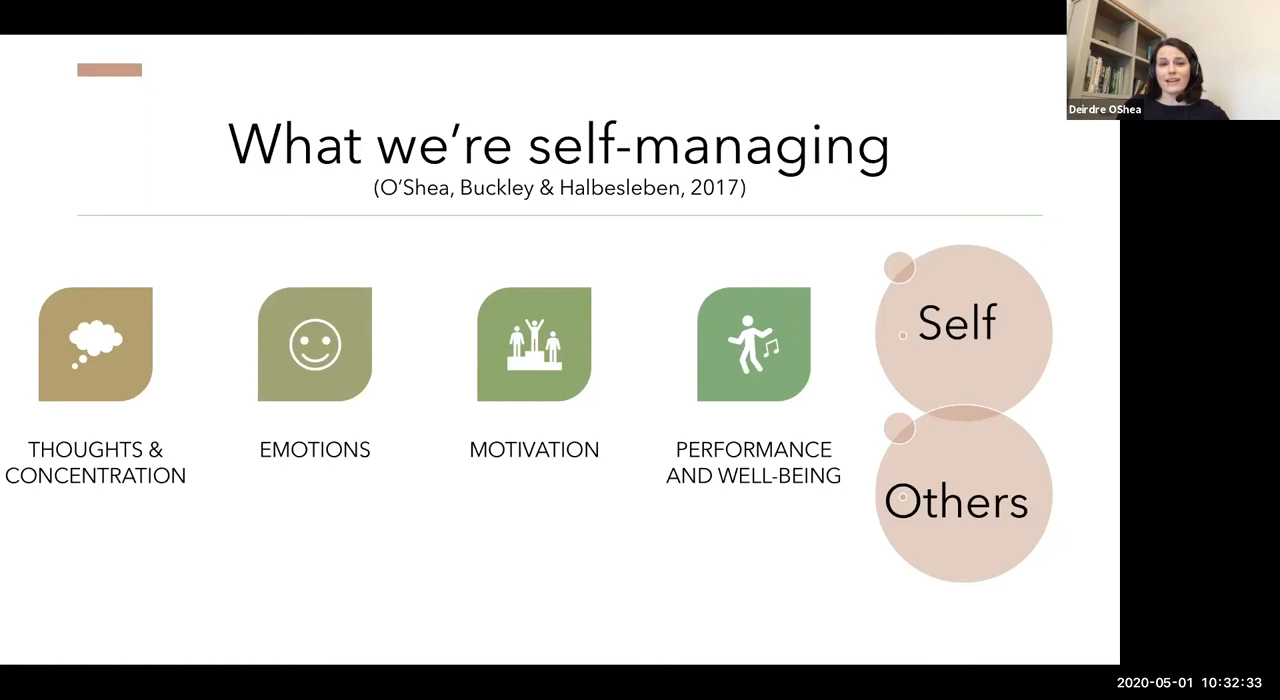 Deirdre OShea
What we're self-managing
(O'Shea, Buckley & Halbesleben, 2017)
THOUGHTS &
CONCENTRATION
EMOTIONS
MOTIVATION
PERFORMANCE
AND WELL-BEING
Self
Others
2020-05-01 10:32:33